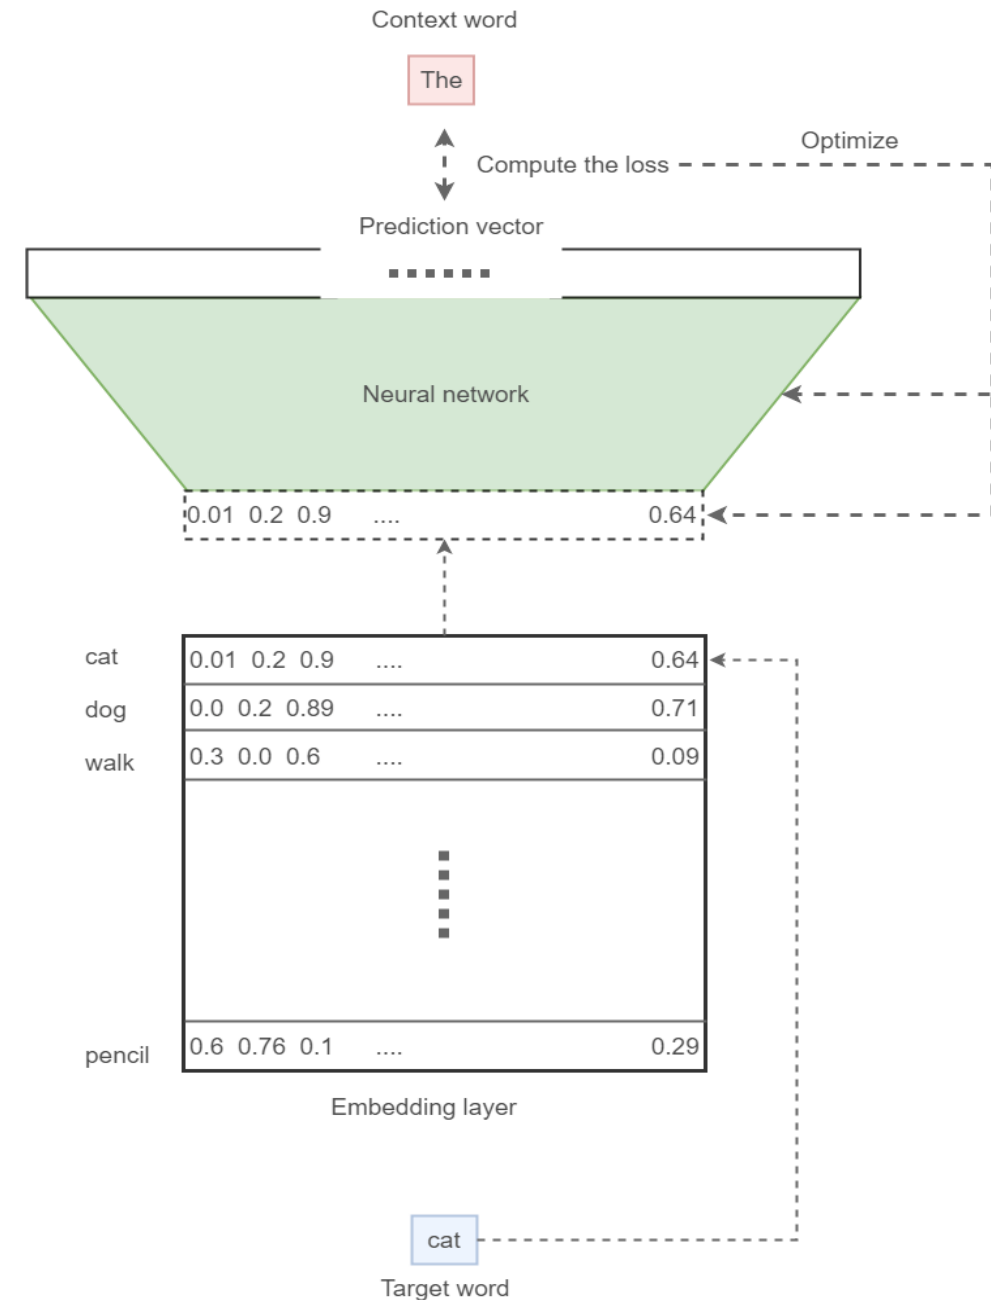 Context word
The
Optimize
Compute the loss
Prediction vector
Neural network
0.01 0.2 0.9 .... 0.64
cat 0.01 0.2 0.9 .... 0.64
dog 0.0 0.2 0.89 .... 0.71
walk 0.3 0.0 0.6 .... 0.09
pencil 0.6 0.76 0.1 .... 0.29
Embedding layer
cat
Target word